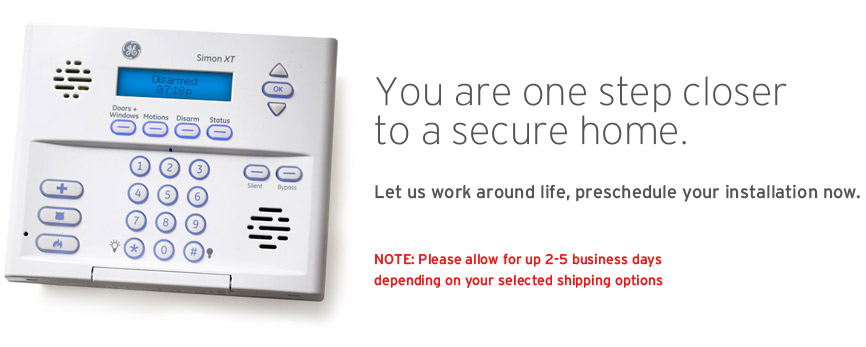 GE
Simon XT
Disarmed
07:18p
OK
Doors +
Windows Motions Disarm Status
1 2 3
Silent Bypass
4 5 6
7 8 9
* 0 #
You are one step closer
to a secure home.
Let us work around life, preschedule your installation now.
NOTE: Please allow for up 2-5 business days
depending on your selected shipping options